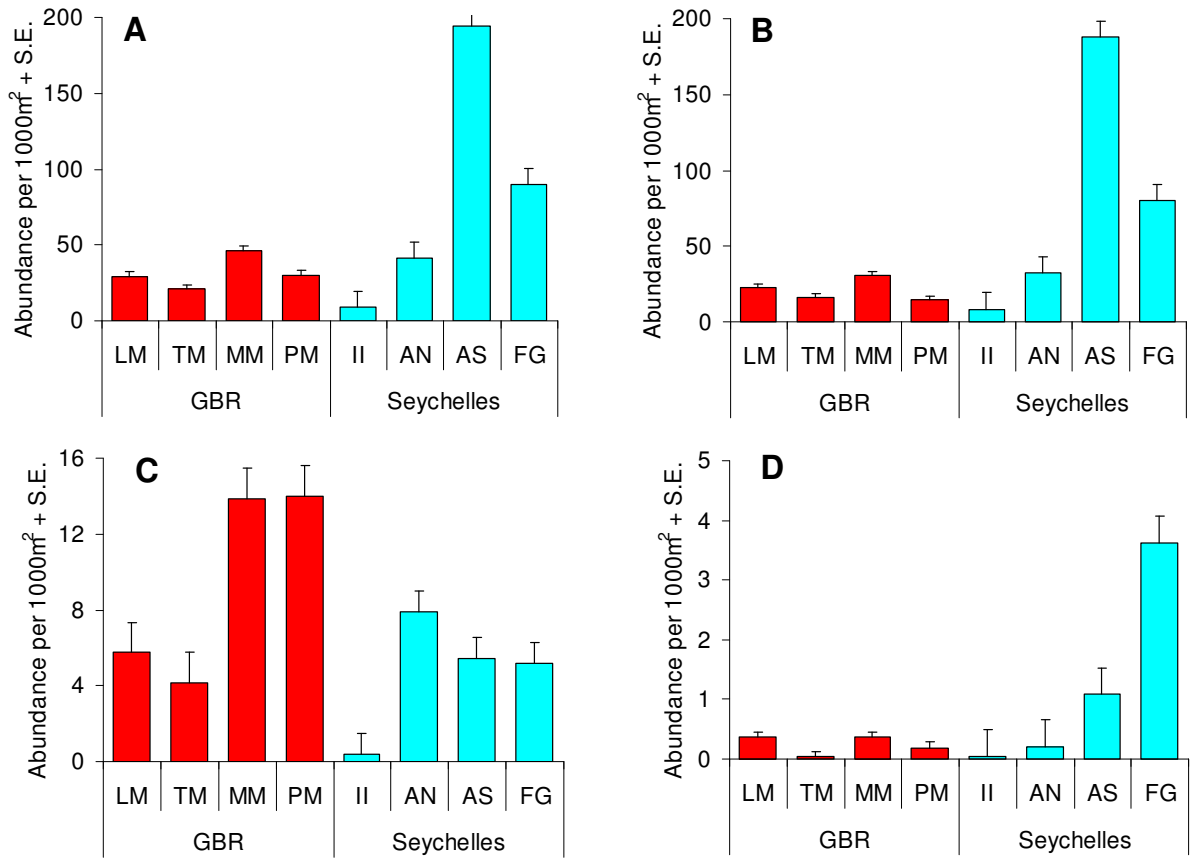 A
Abundance per 1000m² + S.E.
200
150
100
50
0
LM TM MM PM II AN AS FG
GBR Seychelles
B
Abundance per 1000m² + S.E.
200
150
100
50
0
LM TM MM PM II AN AS FG
GBR Seychelles
C
Abundance per 1000m² + S.E.
16
12
8
4
0
LM TM MM PM II AN AS FG
GBR Seychelles
D
Abundance per 1000m² + S.E.
5
4
3
2
1
0
LM TM MM PM II AN AS FG
GBR Seychelles